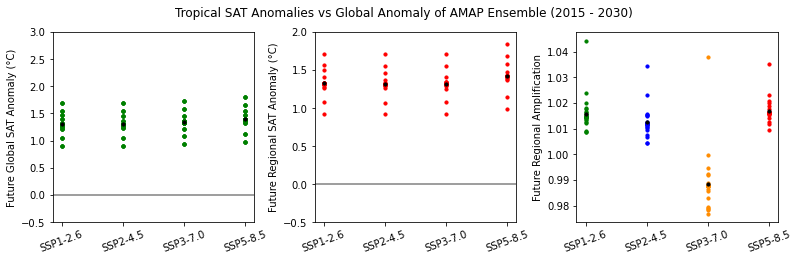 Tropical SAT Anomalies vs Global Anomaly of AMAP Ensemble (2015 - 2030)
Future Global SAT Anomaly (°C)
3.0
2.5
2.0
1.5
1.0
0.5
0.0
-0.5
SSP1-2.6
SSP2-4.5
SSP3-7.0
SSP5-8.5
Future Regional SAT Anomaly (°C)
2.0
1.5
1.0
0.5
0.0
-0.5
SSP1-2.6
SSP2-4.5
SSP3-7.0
SSP5-8.5
Future Regional Amplification
1.04
1.03
1.02
1.01
1.00
0.99
0.98
SSP1-2.6
SSP2-4.5
SSP3-7.0
SSP5-8.5